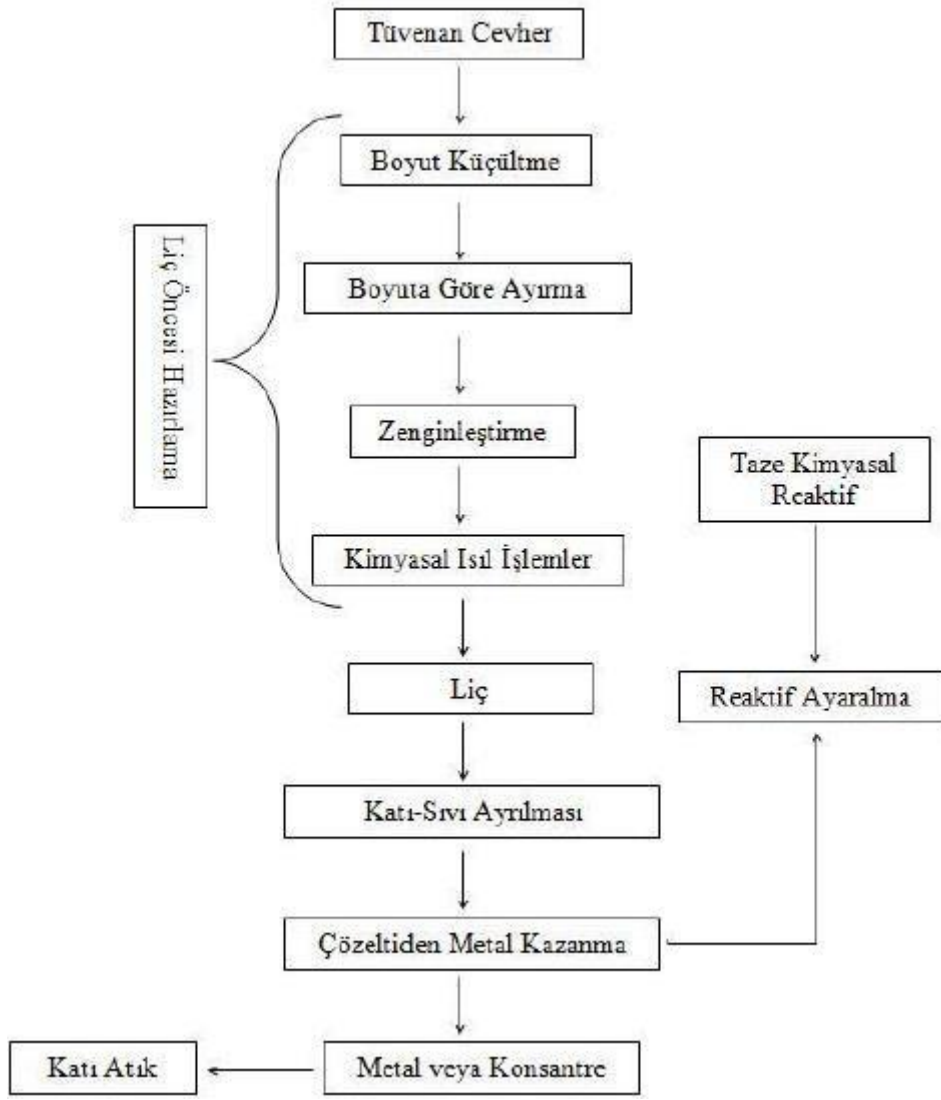 Tüvenan Cevher
Boyut Küçültme
Boyuta Göre Ayırma
Liç Öncesi Hazırlama
Zenginleştirme
Taze Kimyasal
Reaktif
Kimyasal Isıl İşlemler
Liç
Reaktif Ayaralma
Katı-Sıvı Ayrılması
Çözeltiden Metal Kazanma
Katı Atık
Metal veya Konsantre